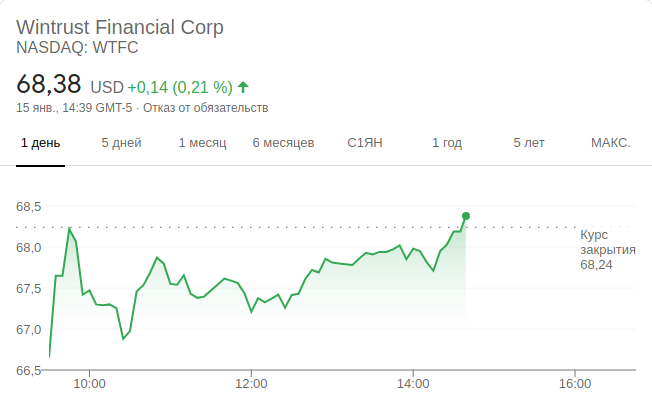 Wintrust Financial Corp
NASDAQ: WTFC
68,38 USD +0,14 (0,21 %)
15 янв., 14:39 GMT-5 · Отказ от обязательств
1 день 5 дней 1 месяц 6 месяцев С1ЯН 1 год 5 лет МАКС.
68,5
68,0
67,5
67,0
66,5
Курс
закрытия
68,24
10:00 12:00 14:00 16:00